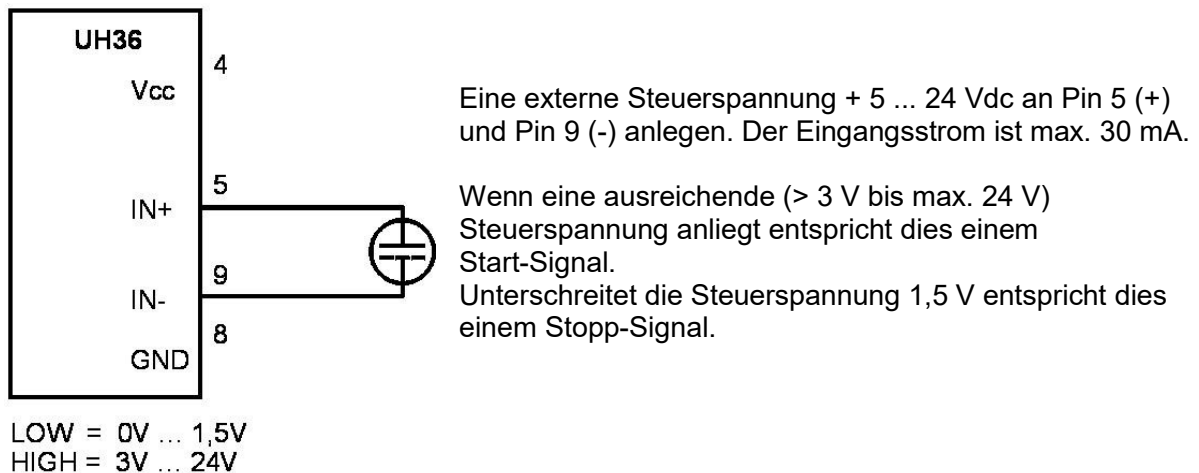 UH36
4
Vcc
5
IN+
9
IN-
8
GND
LOW = 0V ... 1,5V
HIGH = 3V ... 24V
Eine externe Steuerspannung + 5 ... 24 Vdc an Pin 5 (+)
und Pin 9 (-) anlegen. Der Eingangsstrom ist max. 30 mA.
Wenn eine ausreichende (> 3 V bis max. 24 V)
Steuerspannung anliegt entspricht dies einem
Start-Signal.
Unterschreitet die Steuerspannung 1,5 V entspricht dies
einem Stopp-Signal.